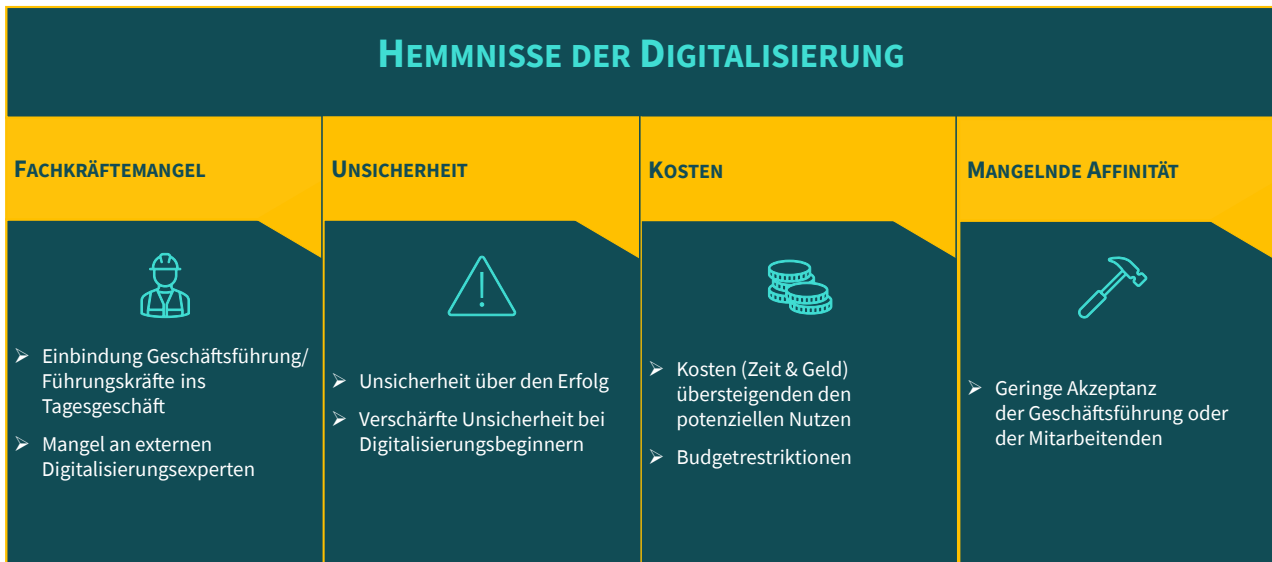 HEMMNISSE DER DIGITALISIERUNG
FACHKRÄFTEMANGEL
➢ Einbindung Geschäftsführung/
Führungskräfte ins
Tagesgeschäft
➢ Mangel an externen
Digitalisierungsexperten
UNSICHERHEIT
➢ Unsicherheit über den Erfolg
➢ Verschärfte Unsicherheit bei
Digitalisierungsbeginnern
KOSTEN
➢ Kosten (Zeit & Geld)
übersteigenden den
potenziellen Nutzen
➢ Budgetrestriktionen
MANGELNDE AFFINITÄT
➢ Geringe Akzeptanz
der Geschäftsführung oder
der Mitarbeitenden